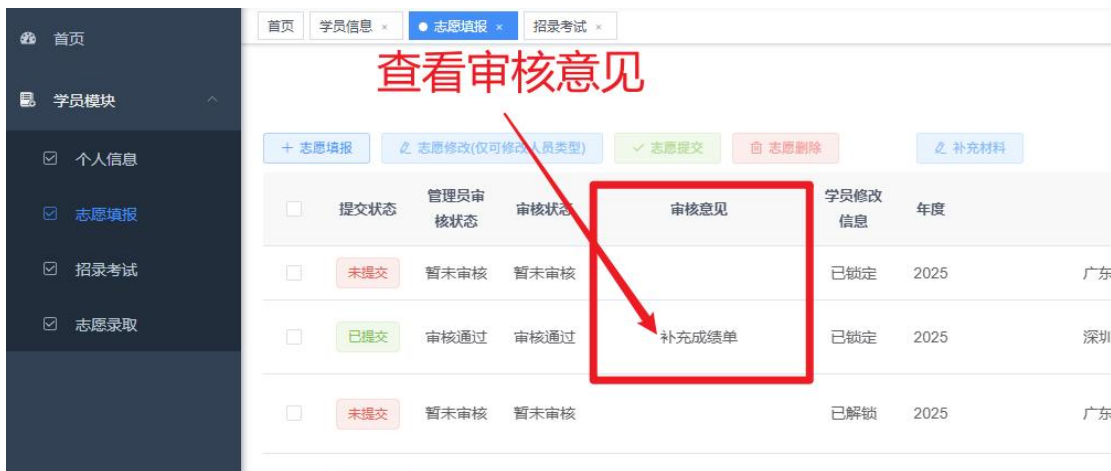 首页
学员模块
个人信息
志愿填报
招录考试
志愿录取
首页 学员信息 × 志愿填报 × 招录考试 ×
查看审核意见
+ 志愿填报 志愿修改(仅可修改人员类型) 志愿提交 志愿删除 补充材料
提交状态 管理员审核状态 审核状态 审核意见 学员修改信息 年度
未提交 暂未审核 暂未审核 已锁定 2025 广东
已提交 审核通过 审核通过 补充成绩单 已锁定 2025 深圳
未提交 暂未审核 暂未审核 已解锁 2025 广东